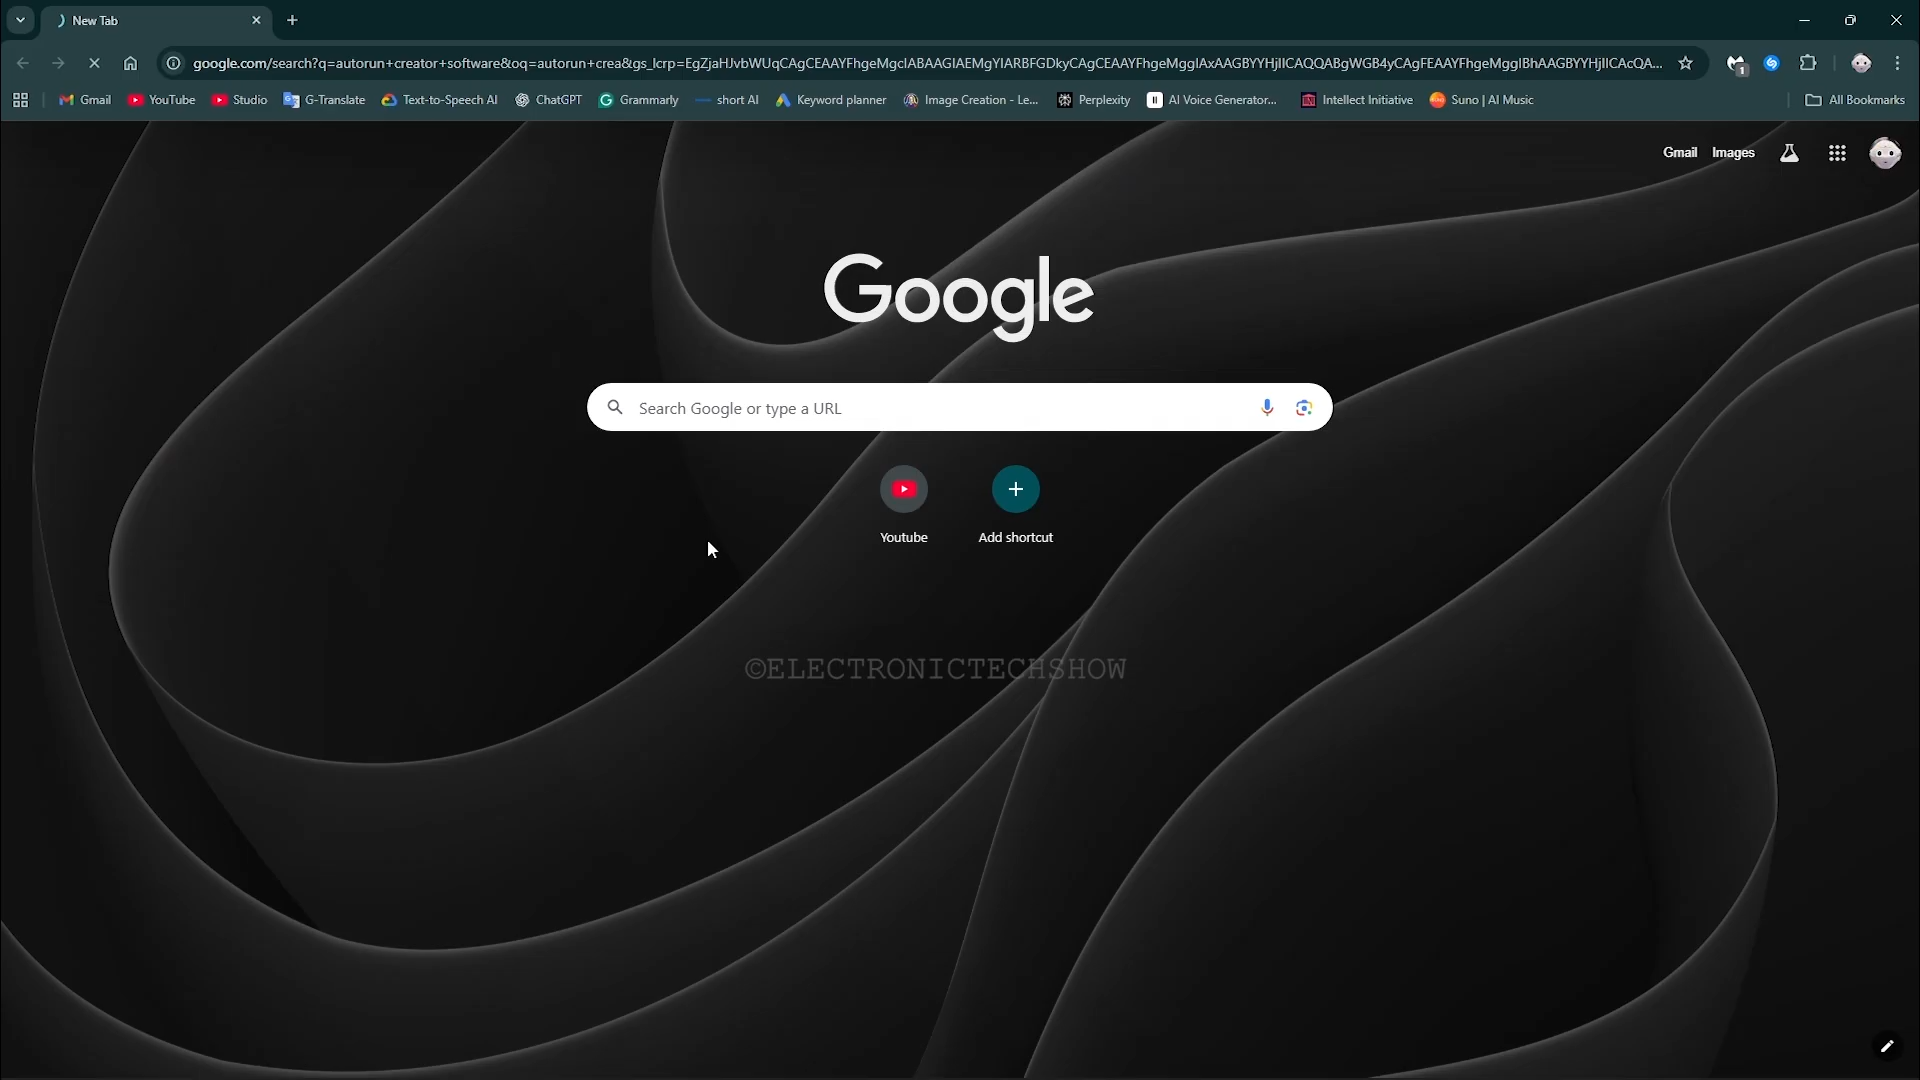 New Tab
google.com/search?q=autorun+creator+software&oq=autorun+crea&gs_lcrp=
Gmail YouTube Studio G-Translate Text-to-Speech AI ChatGPT Grammarly short AI Keyword planner Image Creation - Le... Perplexity AI Voice Generator... Intellect Initiative Suno | AI Music All Bookmarks
Gmail Images
Google
Search Google or type a URL
Youtube Add shortcut
©ELECTRONICTECHSHOW